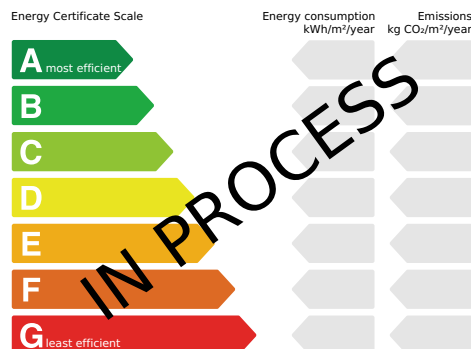 Energy Certificate Scale
Energy consumption
kWh/m²/year
Emissions
kg CO₂/m²/year
A most efficient
B
C
D
E
F
G least efficient
IN PROCESS